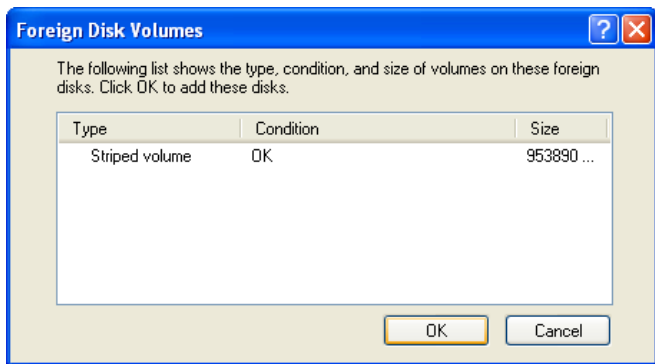 Foreign Disk Volumes
The following list shows the type, condition, and size of volumes on these foreign
disks. Click OK to add these disks.
Type Condition Size
Striped volume OK 953890 ...
OK Cancel